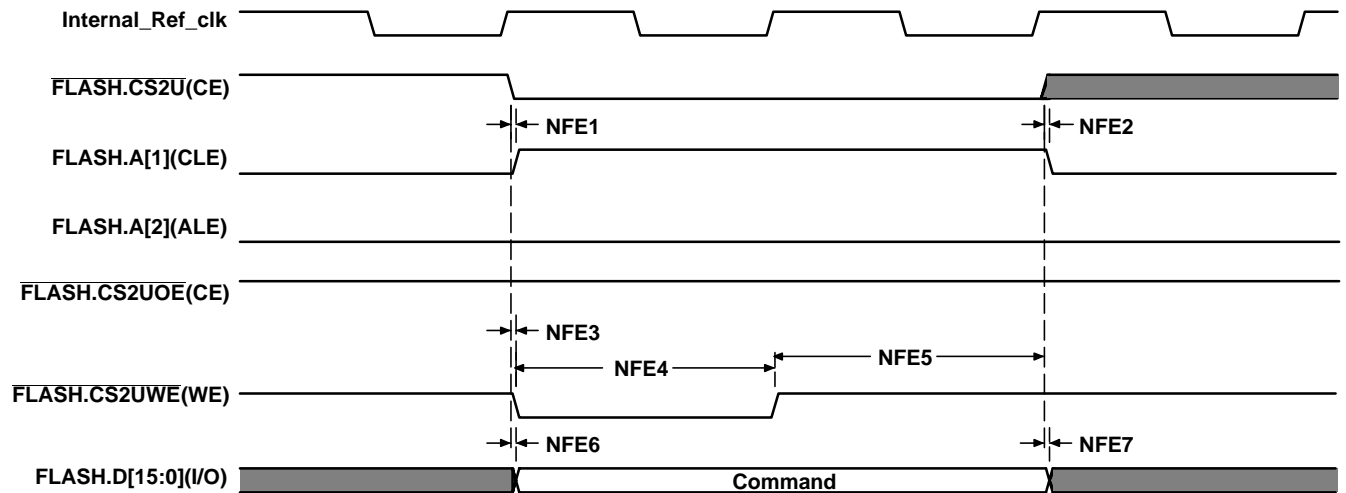 Internal_Ref_clk
FLASH.CS2U(CE)
NFE1 NFE2
FLASH.A[1](CLE)
FLASH.A[2](ALE)
FLASH.CS2UOE(CE)
NFE3
NFE4 NFE5
FLASH.CS2UWE(WE)
NFE6 NFE7
FLASH.D[15:0](I/O) Command